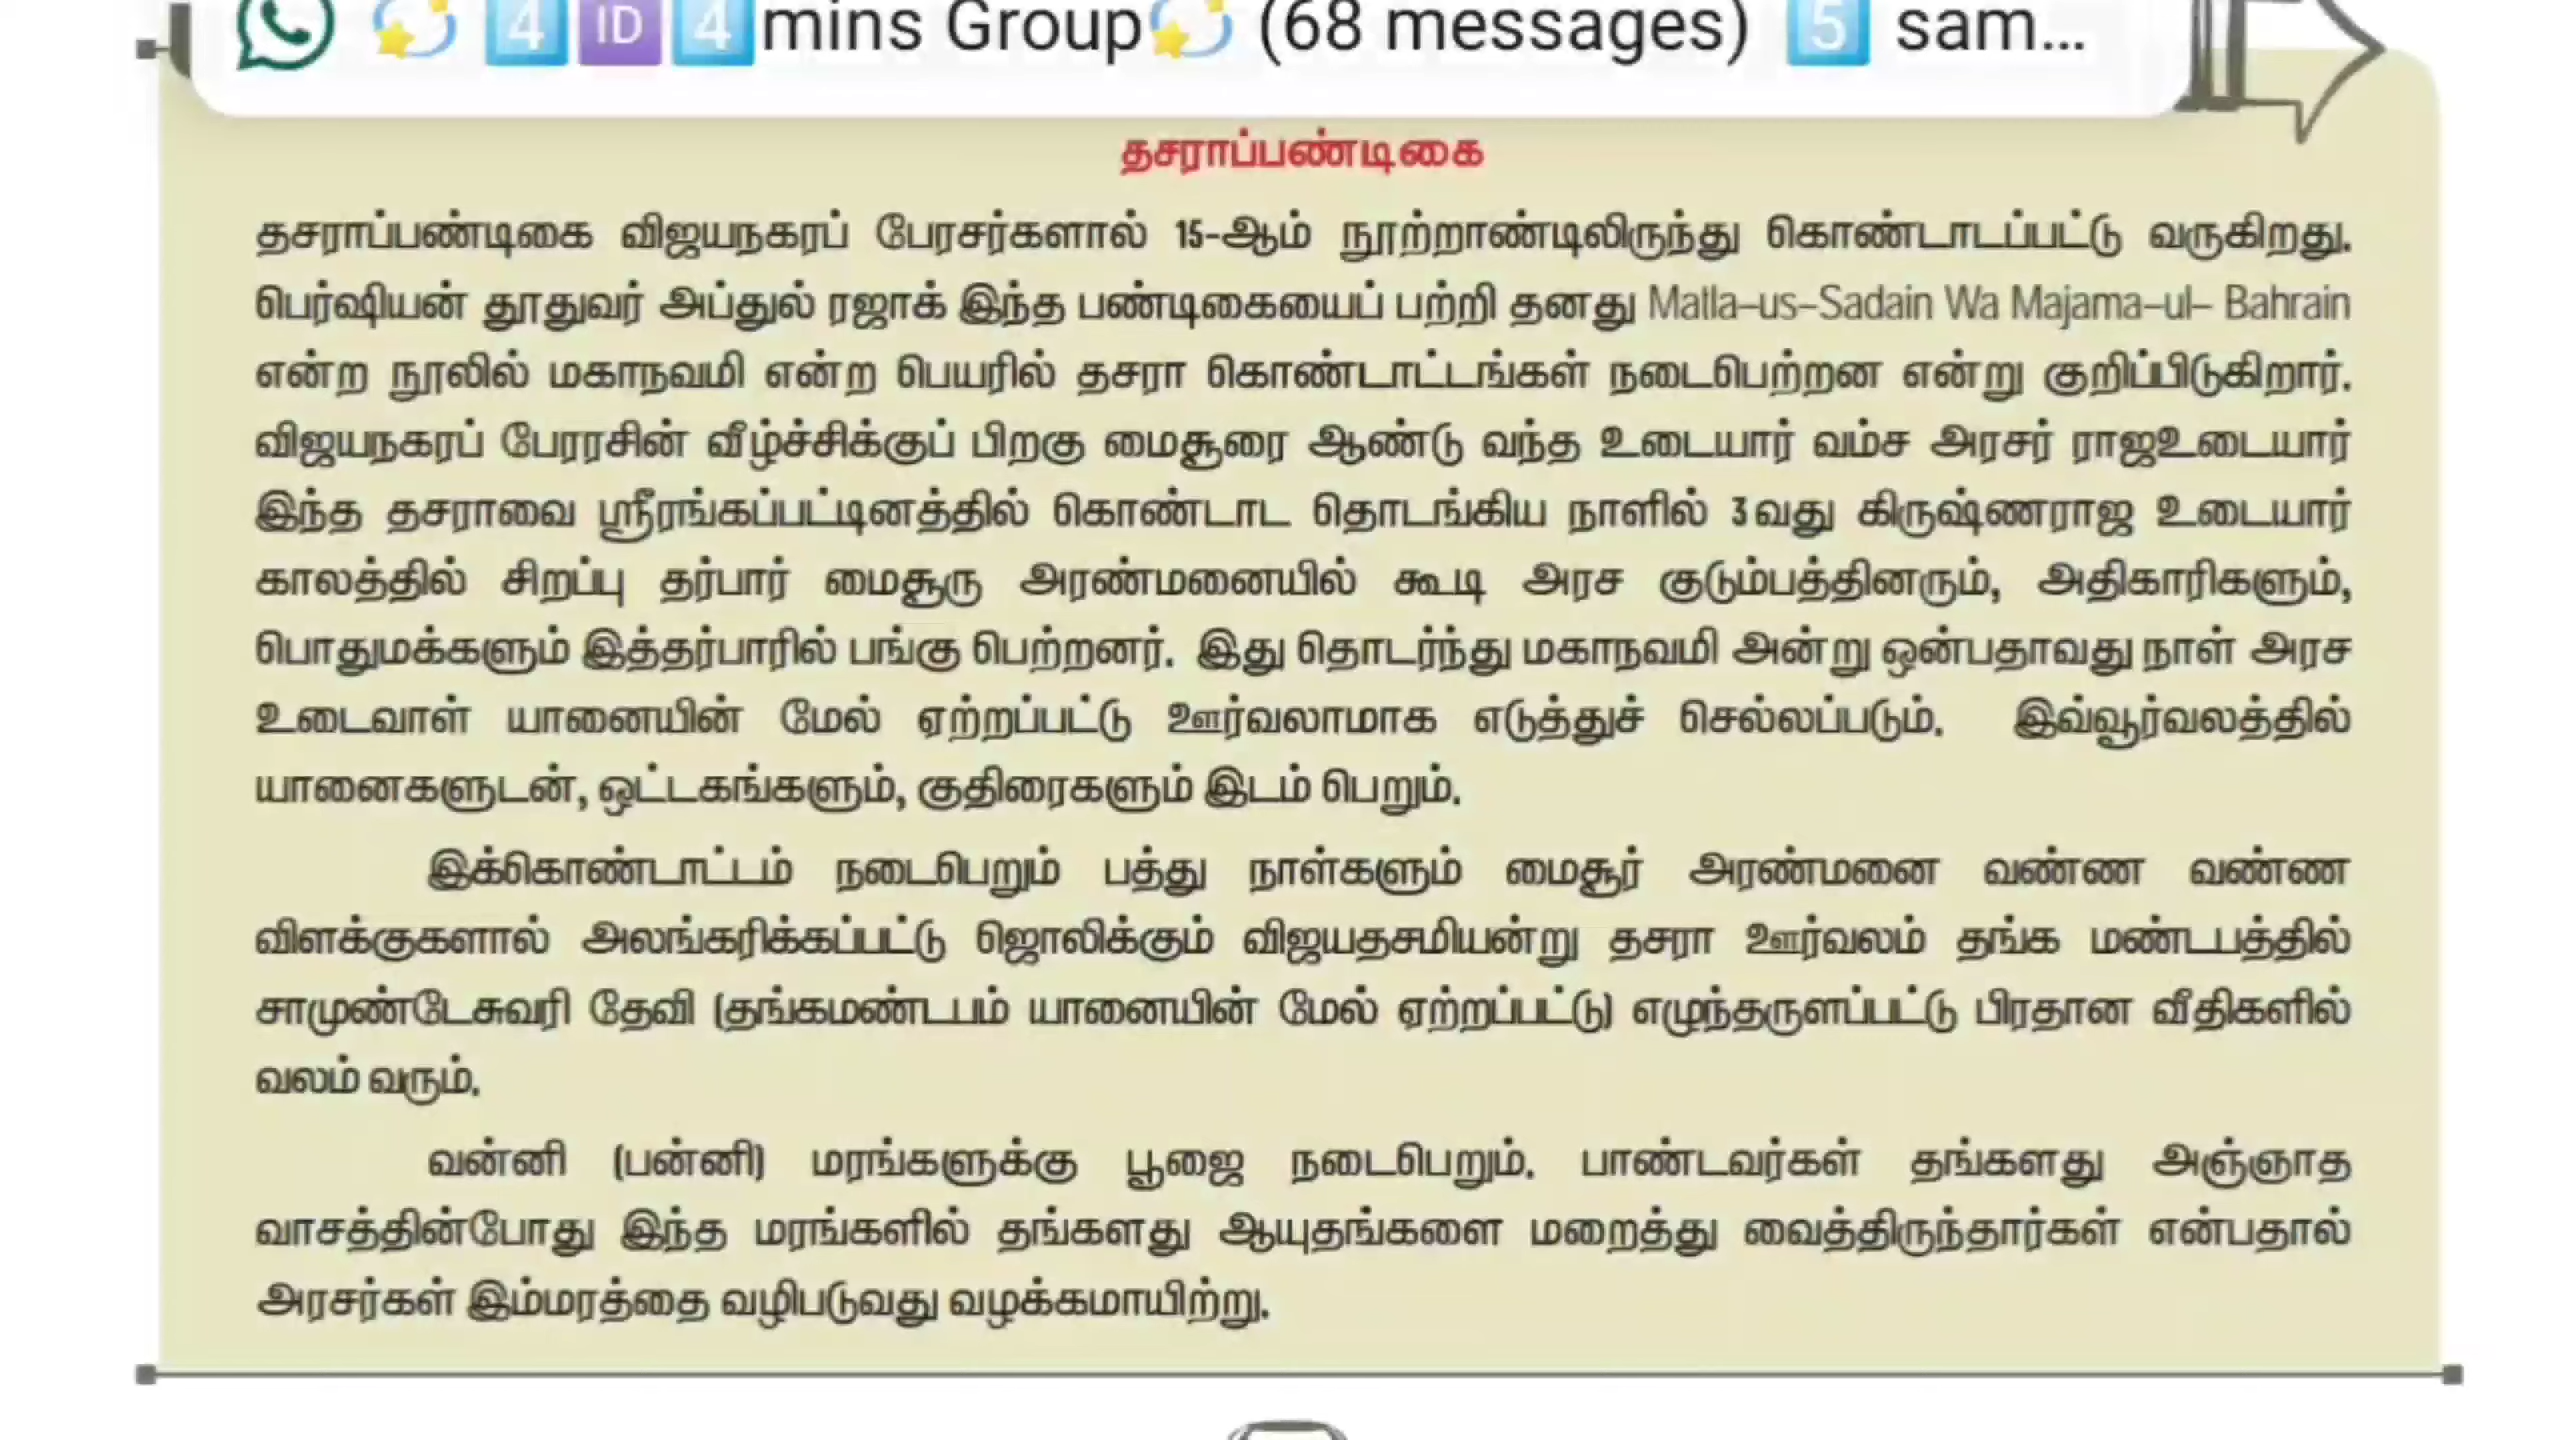 💫 4️⃣🆔4️⃣mins Group💫 (68 messages) 5️⃣ sam...
தசராப்பண்டிகை
தசராப்பண்டிகை விஜயநகரப் பேரசர்களால் 15-ஆம் நூற்றாண்டிலிருந்து கொண்டாடப்பட்டு வருகிறது.
பெர்ஷியன் தூதுவர் அப்துல் ரஜாக் இந்த பண்டிகையைப் பற்றி தனது Matla–us–Sadain Wa Majama–ul– Bahrain
என்ற நூலில் மகாநவமி என்ற பெயரில் தசரா கொண்டாட்டங்கள் நடைபெற்றன என்று குறிப்பிடுகிறார்.
விஜயநகரப் பேரரசின் வீழ்ச்சிக்குப் பிறகு மைசூரை ஆண்டு வந்த உடையார் வம்ச அரசர் ராஜஉடையார்
இந்த தசராவை ஸ்ரீரங்கப்பட்டினத்தில் கொண்டாட தொடங்கிய நாளில் 3வது கிருஷ்ணராஜ உடையார்
காலத்தில் சிறப்பு தர்பார் மைசூரு அரண்மனையில் கூடி அரச குடும்பத்தினரும், அதிகாரிகளும்,
பொதுமக்களும் இத்தர்பாரில் பங்கு பெற்றனர். இது தொடர்ந்து மகாநவமி அன்று ஒன்பதாவது நாள் அரச
உடைவாள் யானையின் மேல் ஏற்றப்பட்டு ஊர்வலாமாக எடுத்துச் செல்லப்படும். இவ்வூர்வலத்தில்
யானைகளுடன், ஒட்டகங்களும், குதிரைகளும் இடம் பெறும்.
இக்கொண்டாட்டம் நடைபெறும் பத்து நாள்களும் மைசூர் அரண்மனை வண்ண வண்ண
விளக்குகளால் அலங்கரிக்கப்பட்டு ஜொலிக்கும் விஜயதசமியன்று தசரா ஊர்வலம் தங்க மண்டபத்தில்
சாமுண்டேசுவரி தேவி (தங்கமண்டபம் யானையின் மேல் ஏற்றப்பட்டு) எழுந்தருளப்பட்டு பிரதான வீதிகளில்
வலம் வரும்.
வன்னி (பன்னி) மரங்களுக்கு பூஜை நடைபெறும். பாண்டவர்கள் தங்களது அஞ்ஞாத
வாசத்தின்போது இந்த மரங்களில் தங்களது ஆயுதங்களை மறைத்து வைத்திருந்தார்கள் என்பதால்
அரசர்கள் இம்மரத்தை வழிபடுவது வழக்கமாயிற்று.